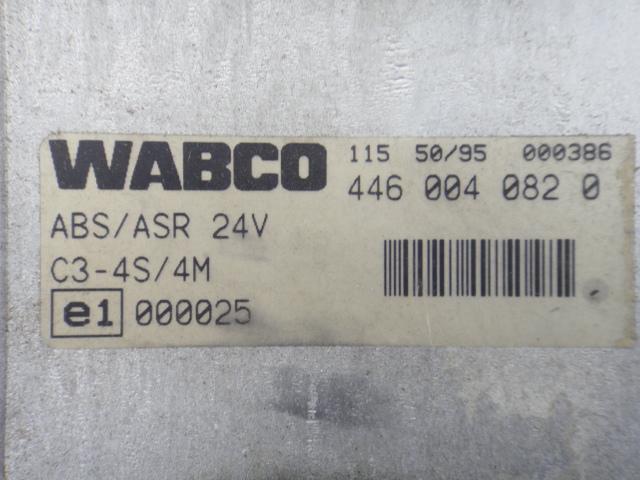 WABCO 115 50/95 000386
446 004 082 0
ABS/ASR 24V
C3-4S/4M
e1 000025